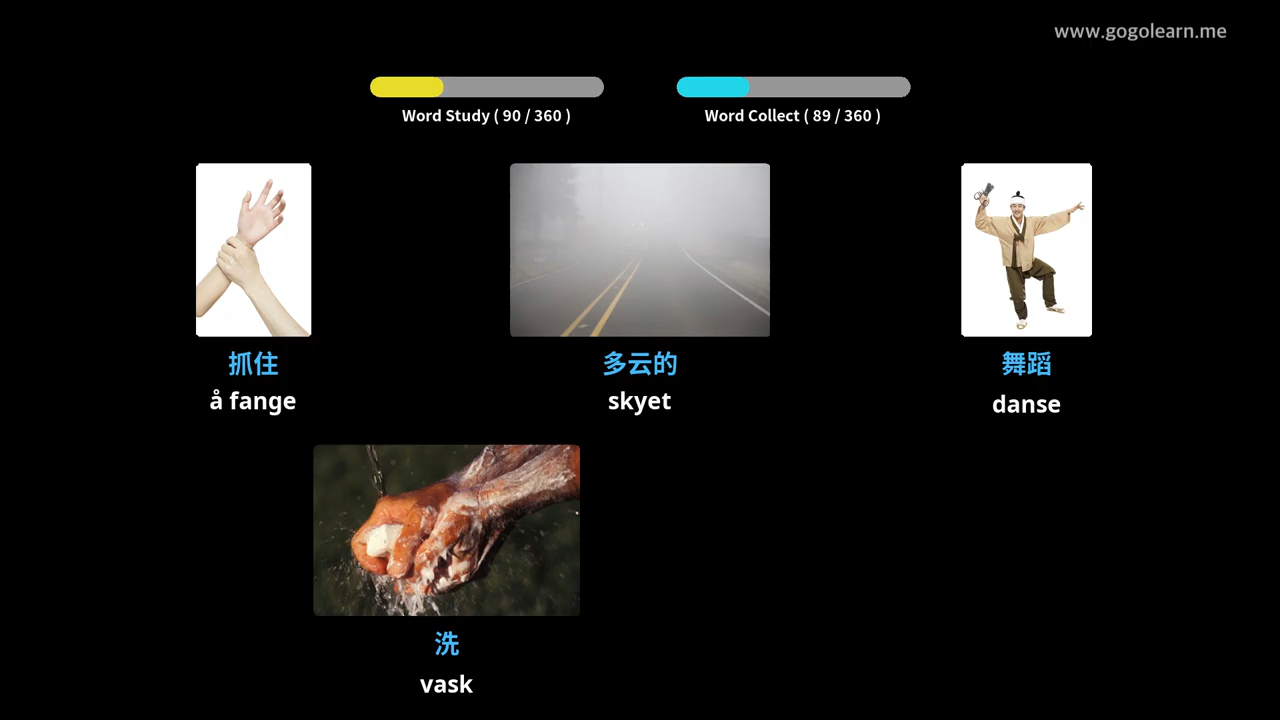 www.gogolearn.me
Word Study ( 90 / 360 )
Word Collect ( 89 / 360 )
抓住
å fange
多云的
skyet
舞蹈
danse
洗
vask